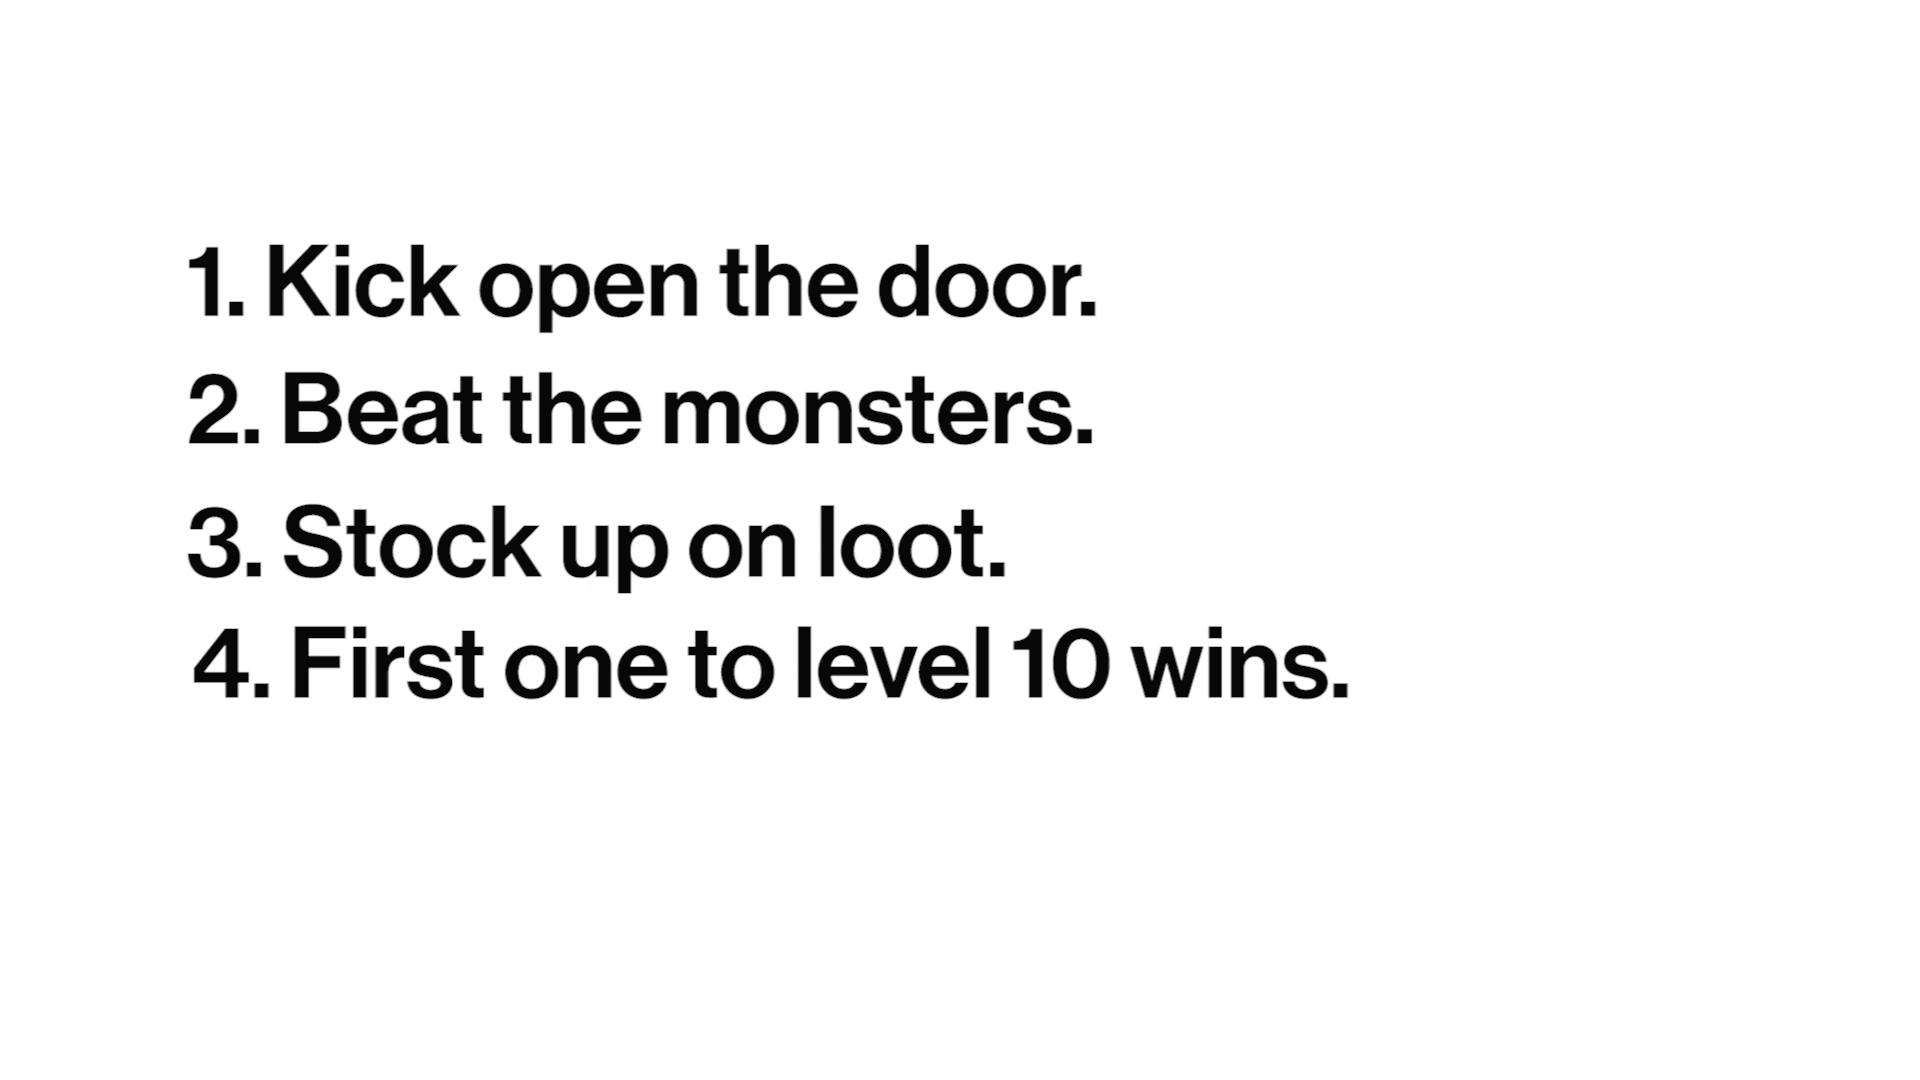 1. Kick open the door.
2. Beat the monsters.
3. Stock up on loot.
4. First one to level 10 wins.